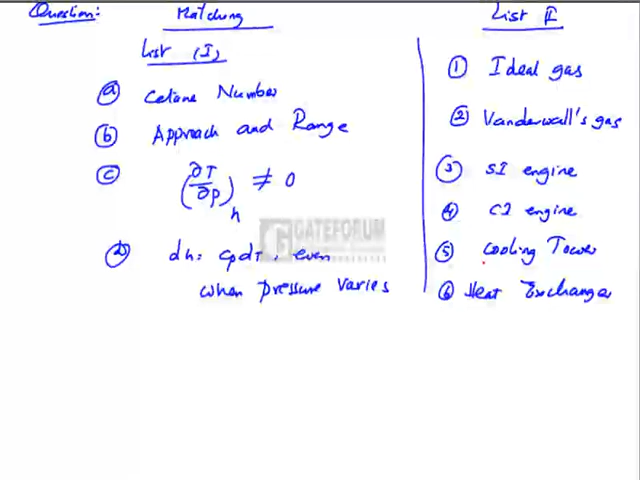 Question: Matching
List (I)
(a) Cetane Number
(b) Approach and Range
(c) (∂T/∂p)h ≠ 0
(d) dh = cpdT, even
when pressure varies
List II
(1) Ideal gas
(2) Vanderwall's gas
(3) SI engine
(4) CI engine
(5) Cooling Tower
(6) Heat Exchanger
GATEFORUM